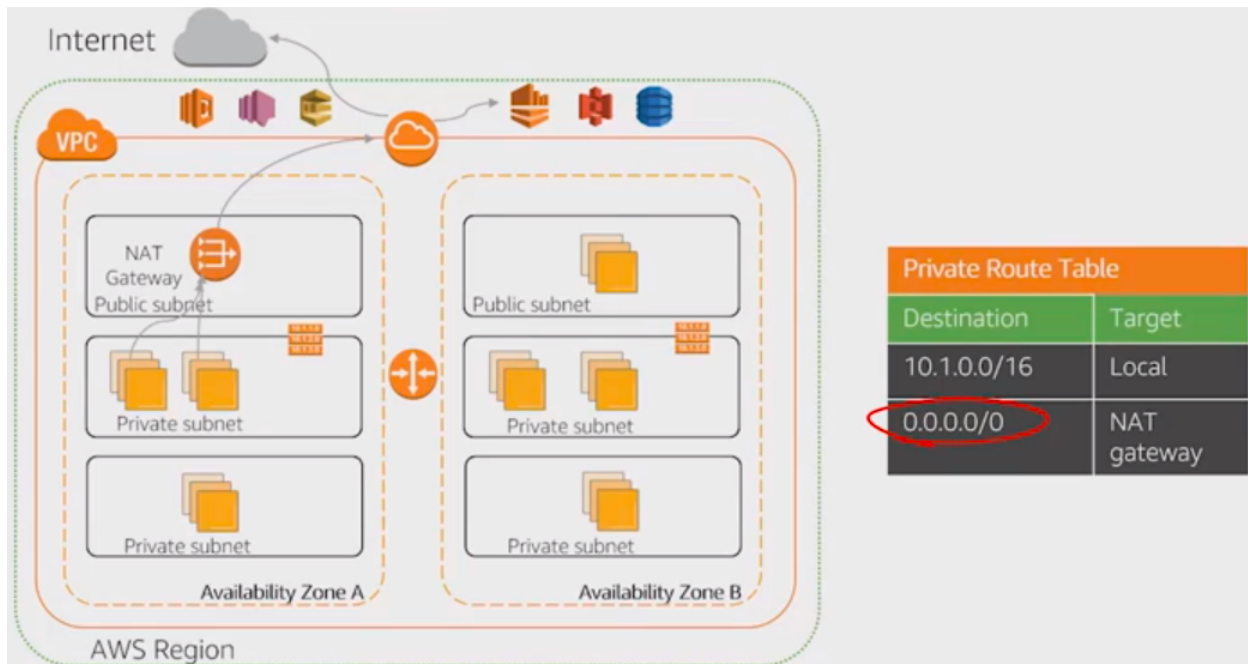 Internet
VPC
NAT
Gateway
Public subnet
Private subnet
Private subnet
Availability Zone A
Public subnet
Private subnet
Private subnet
Availability Zone B
AWS Region
Private Route Table
Destination Target
10.1.0.0/16 Local
0.0.0.0/0 NAT
gateway